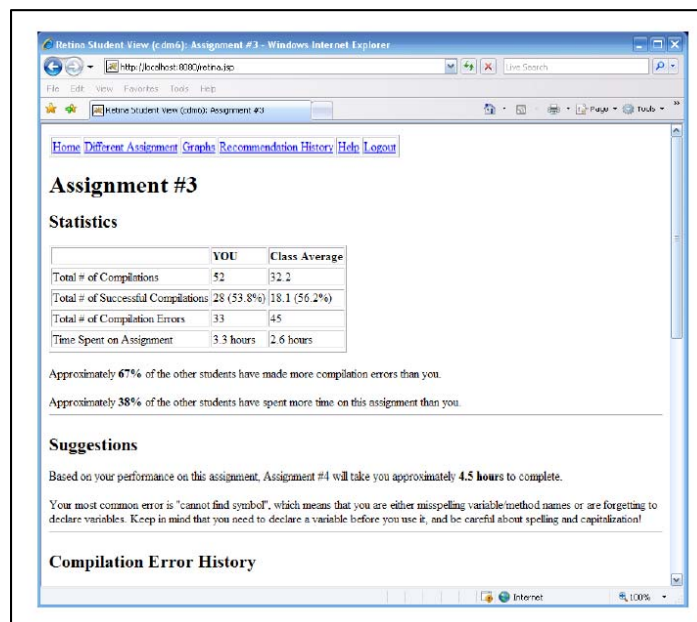 Retina Student View (cdm6): Assignment #3 - Windows Internet Explorer
http://localhost:8080/retina.jsp
Live Search
File Edit View Favorites Tools Help
Retina Student View (cdm6): Assignment #3
Page Tools
Home Different Assignment Graphs Recommendation History Help Logout
Assignment #3
Statistics
YOU Class Average
Total # of Compilations 52 32.2
Total # of Successful Compilations 28 (53.8%) 18.1 (56.2%)
Total # of Compilation Errors 33 45
Time Spent on Assignment 3.3 hours 2.6 hours
Approximately 67% of the other students have made more compilation errors than you.
Approximately 38% of the other students have spent more time on this assignment than you.
Suggestions
Based on your performance on this assignment, Assignment #4 will take you approximately 4.5 hours to complete.
Your most common error is "cannot find symbol", which means that you are either misspelling variable/method names or are forgetting to
declare variables. Keep in mind that you need to declare a variable before you use it, and be careful about spelling and capitalization!
Compilation Error History
Internet 100%